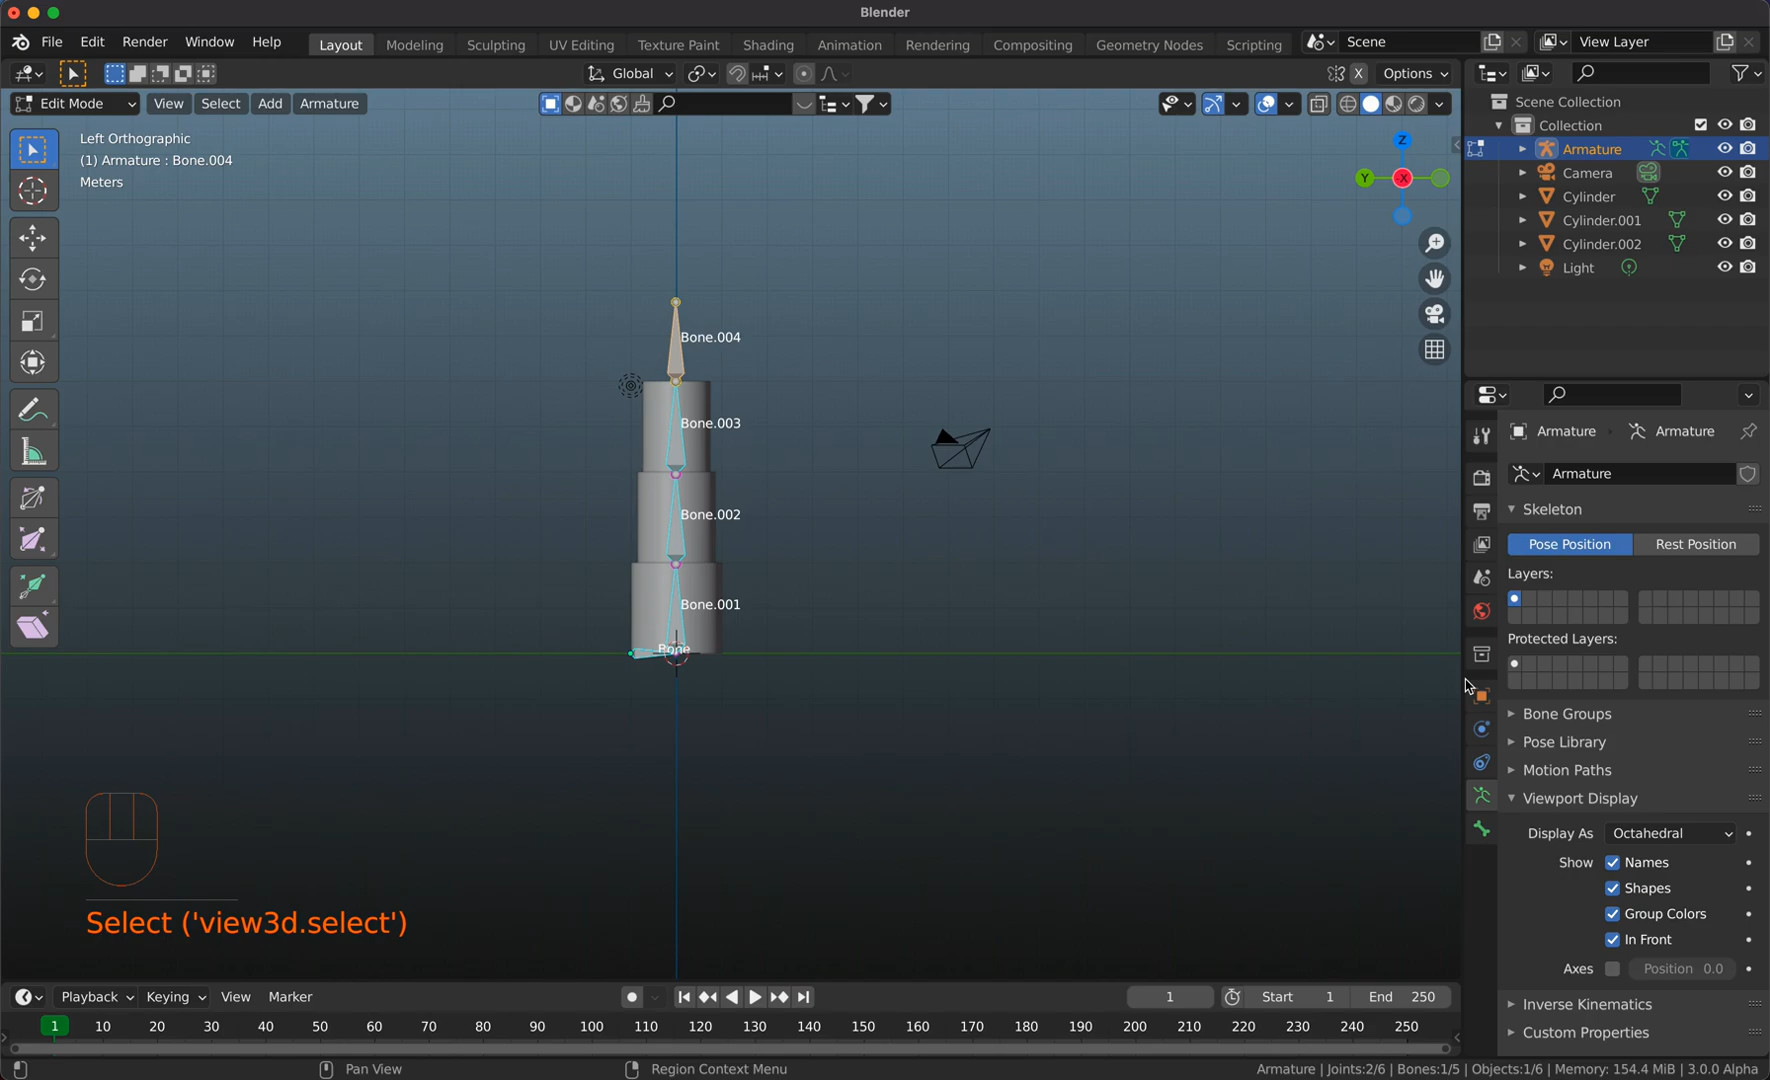 Blender
File Edit Render Window Help Layout Modeling Sculpting UV Editing Texture Paint Shading Animation Rendering Compositing Geometry Nodes Scripting Scene View Layer
Global X Options
Edit Mode View Select Add Armature
Left Orthographic
(1) Armature : Bone.004
Meters
Z
Y -X
Bone.004
Bone.003
Bone.002
Bone.001
Bone
Select ('view3d.select')
Scene Collection
Collection
Armature
Camera
Cylinder
Cylinder.001
Cylinder.002
Light
Armature Armature
Armature
Skeleton
Pose Position Rest Position
Layers:
Protected Layers:
Bone Groups
Pose Library
Motion Paths
Viewport Display
Display As Octahedral
Show Names
Shapes
Group Colors
In Front
Axes Position 0.0
Inverse Kinematics
Custom Properties
Playback Keying View Marker 1 Start 1 End 250
1 10 20 30 40 50 60 70 80 90 100 110 120 130 140 150 160 170 180 190 200 210 220 230 240 250
Pan View Region Context Menu Armature | Joints:2/6 | Bones:1/5 | Objects:1/6 | Memory: 154.4 MiB | 3.0.0 Alpha